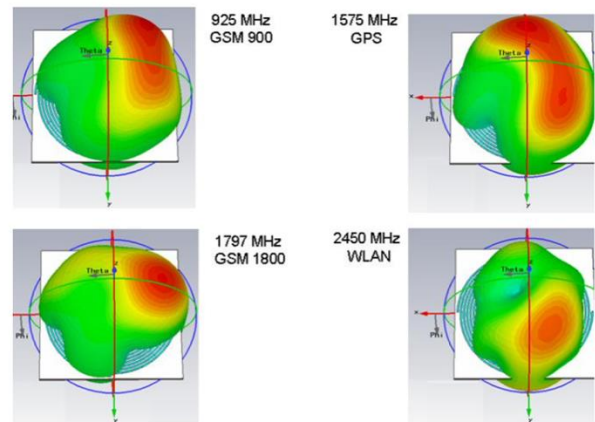 925 MHz
GSM 900
1575 MHz
GPS
Theta
z
Phi
y
Theta
z
x
Phi
y
1797 MHz
GSM 1800
2450 MHz
WLAN
Theta
z
Phi
y
Theta
z
x
Phi
y